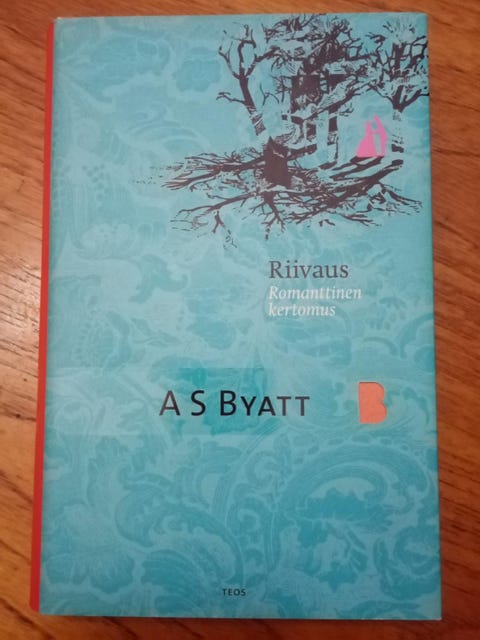 Riivaus
Romanttinen
kertomus
A S BYATT
B
TEOS